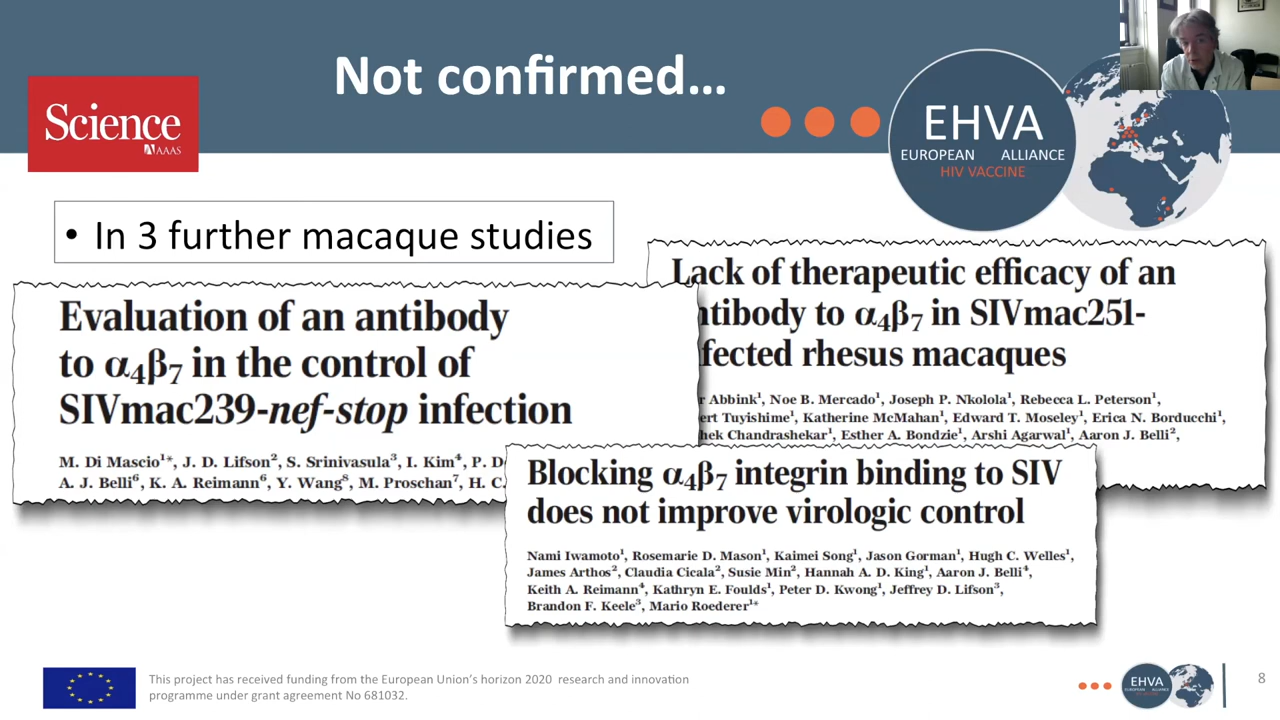 Not confirmed...
Science
AAAS
EHVA
EUROPEAN ALLIANCE
HIV VACCINE
• In 3 further macaque studies
Evaluation of an antibody
to α4β7 in the control of
SIVmac239-nef-stop infection
M. Di Mascio1*, J. D. Lifson2, S. Srinivasula3, I. Kim4, P. D
A. J. Belli6, K. A. Reimann6, Y. Wang8, M. Proschan7, H. C.
Lack of therapeutic efficacy of an
ntibody to α4β7 in SIVmac251-
fected rhesus macaques
r Abbink1, Noe B. Mercado1, Joseph P. Nkolola1, Rebecca L. Peterson1,
ert Tuyishime1, Katherine McMahan1, Edward T. Moseley1, Erica N. Borducchi1,
hek Chandrashekar1, Esther A. Bondzie1, Arshi Agarwal1, Aaron J. Belli2,
Blocking α4β7 integrin binding to SIV
does not improve virologic control
Nami Iwamoto1, Rosemarie D. Mason1, Kaimei Song1, Jason Gorman1, Hugh C. Welles1,
James Arthos2, Claudia Cicala2, Susie Min2, Hannah A. D. King1, Aaron J. Belli4,
Keith A. Reimann4, Kathryn E. Foulds1, Peter D. Kwong1, Jeffrey D. Lifson3,
Brandon F. Keele3, Mario Roederer1*
This project has received funding from the European Union's horizon 2020 research and innovation
programme under grant agreement No 681032.
EHVA
8